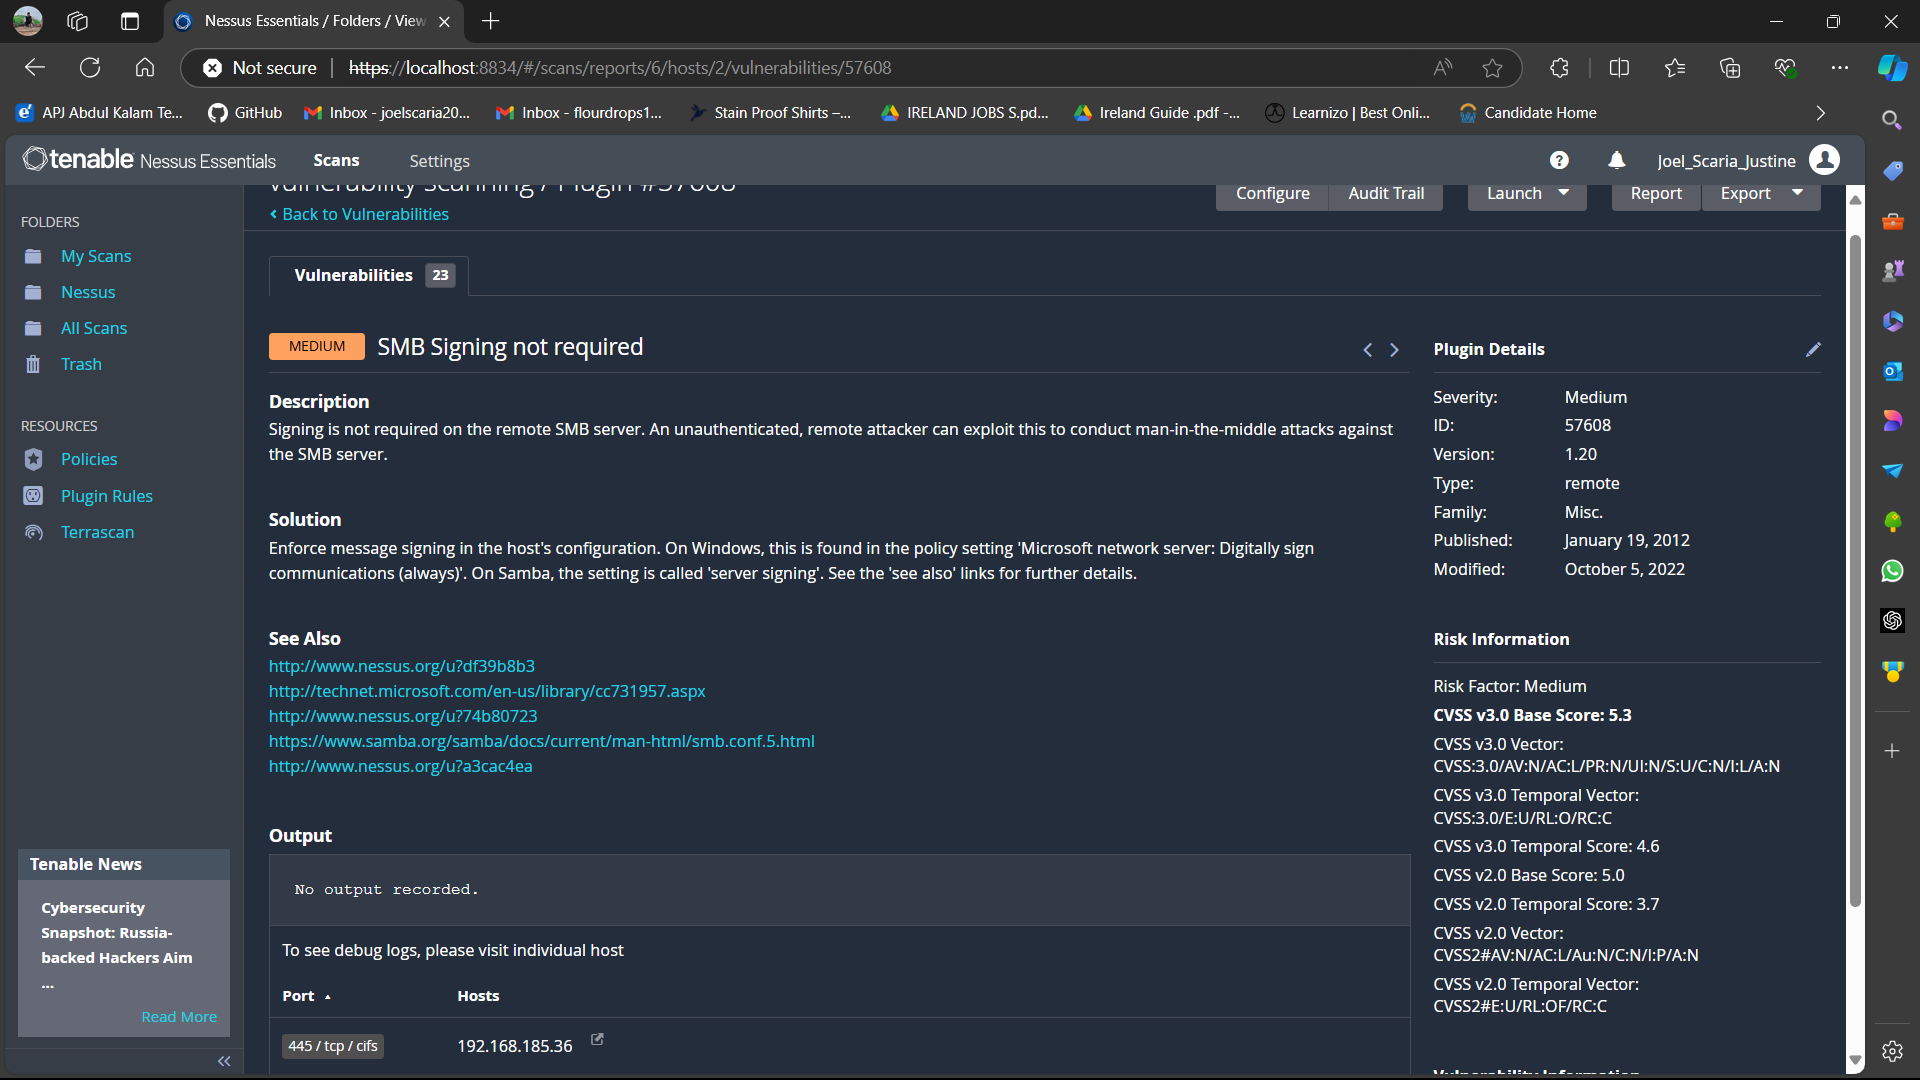 Nessus Essentials / Folders / View
Not secure
https://localhost:8834/#/scans/reports/6/hosts/2/vulnerabilities/57608
APJ Abdul Kalam Te...
GitHub
Inbox - joelscaria20...
Inbox - flourdrops1...
Stain Proof Shirts –...
IRELAND JOBS S.pd...
Ireland Guide .pdf -...
Learnizo | Best Onli...
Candidate Home
tenable Nessus Essentials
Scans
Settings
Joel_Scaria_Justine
FOLDERS
My Scans
Nessus
All Scans
Trash
RESOURCES
Policies
Plugin Rules
Terrascan
Tenable News
Cybersecurity
Snapshot: Russia-
backed Hackers Aim
...
Read More
Vulnerability Scanning / Plugin #57608
Back to Vulnerabilities
Configure
Audit Trail
Launch
Report
Export
Vulnerabilities 23
MEDIUM
SMB Signing not required
Description
Signing is not required on the remote SMB server. An unauthenticated, remote attacker can exploit this to conduct man-in-the-middle attacks against
the SMB server.
Solution
Enforce message signing in the host's configuration. On Windows, this is found in the policy setting 'Microsoft network server: Digitally sign
communications (always)'. On Samba, the setting is called 'server signing'. See the 'see also' links for further details.
See Also
http://www.nessus.org/u?df39b8b3
http://technet.microsoft.com/en-us/library/cc731957.aspx
http://www.nessus.org/u?74b80723
https://www.samba.org/samba/docs/current/man-html/smb.conf.5.html
http://www.nessus.org/u?a3cac4ea
Output
No output recorded.
To see debug logs, please visit individual host
Port
Hosts
445 / tcp / cifs
192.168.185.36
Plugin Details
Severity: Medium
ID: 57608
Version: 1.20
Type: remote
Family: Misc.
Published: January 19, 2012
Modified: October 5, 2022
Risk Information
Risk Factor: Medium
CVSS v3.0 Base Score: 5.3
CVSS v3.0 Vector:
CVSS:3.0/AV:N/AC:L/PR:N/UI:N/S:U/C:N/I:L/A:N
CVSS v3.0 Temporal Vector:
CVSS:3.0/E:U/RL:O/RC:C
CVSS v3.0 Temporal Score: 4.6
CVSS v2.0 Base Score: 5.0
CVSS v2.0 Temporal Score: 3.7
CVSS v2.0 Vector:
CVSS2#AV:N/AC:L/Au:N/C:N/I:P/A:N
CVSS v2.0 Temporal Vector:
CVSS2#E:U/RL:OF/RC:C
Vulnerability Information